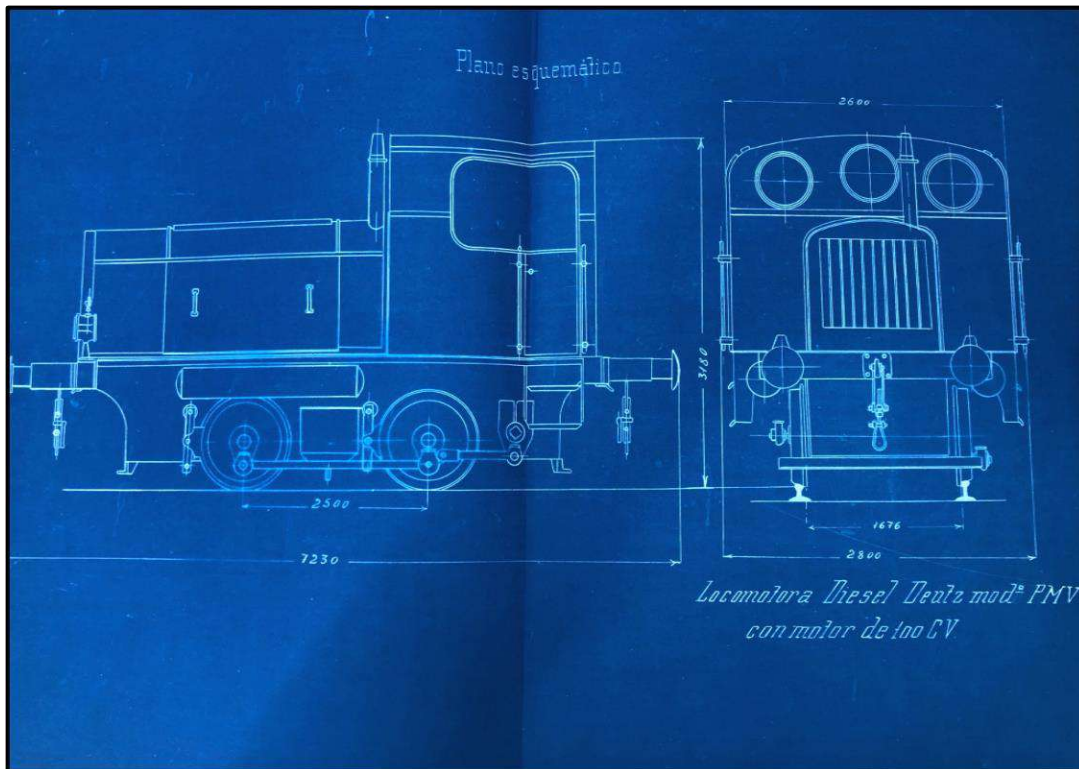 Plano esquemático
2600
3180
2500
1676
7230
2800
Locomotora Diesel Deutz modº PMV
con motor de 100 CV.